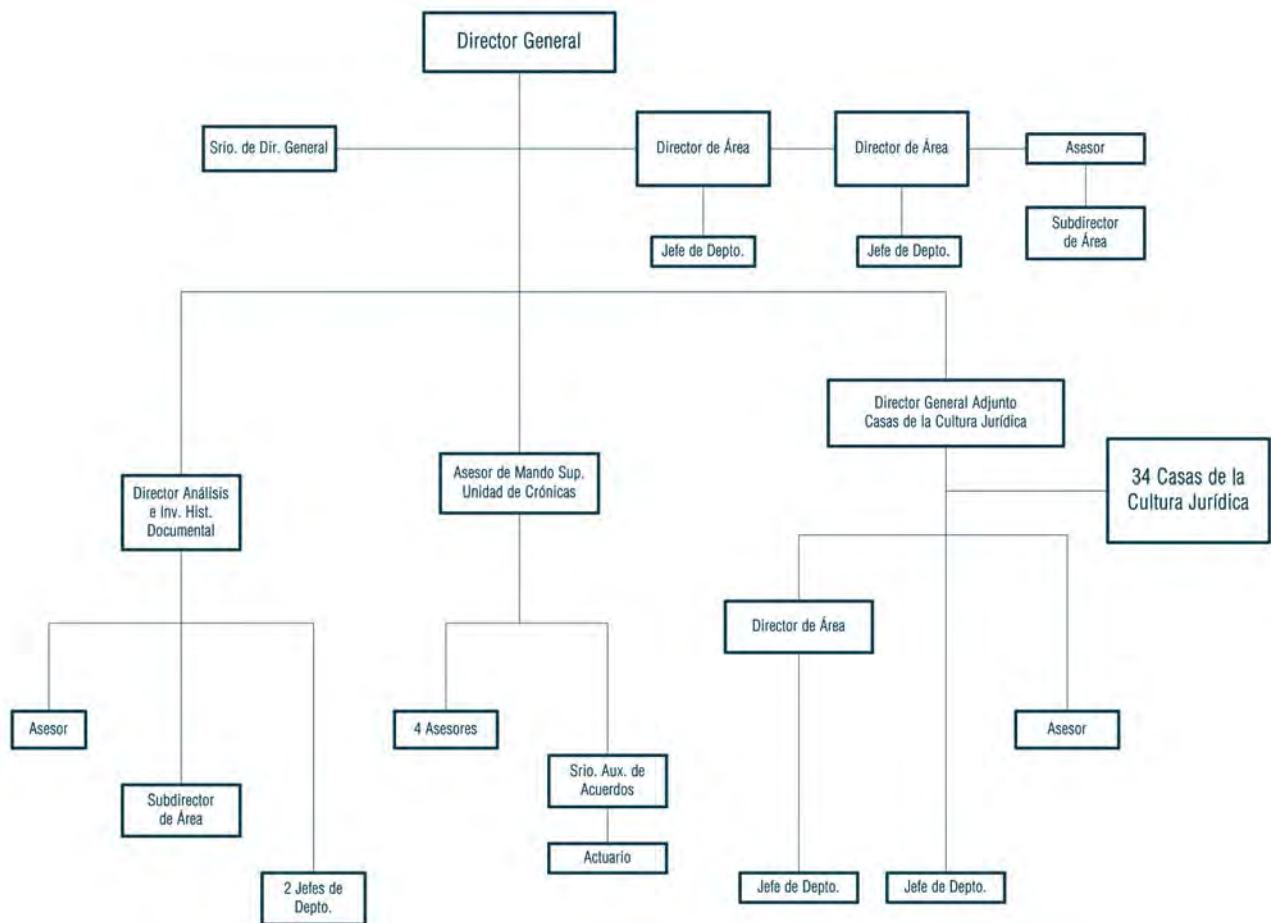 Director General
Srio. de Dir. General
Director de Área
Director de Área
Asesor
Jefe de Depto.
Jefe de Depto.
Subdirector
de Área
Director General Adjunto
Casas de la Cultura Jurídica
34 Casas de la
Cultura Jurídica
Director Análisis
e Inv. Hist.
Documental
Asesor de Mando Sup.
Unidad de Crónicas
Director de Área
Asesor
4 Asesores
Asesor
Subdirector
de Área
Srio. Aux. de
Acuerdos
Actuario
2 Jefes de
Depto.
Jefe de Depto.
Jefe de Depto.